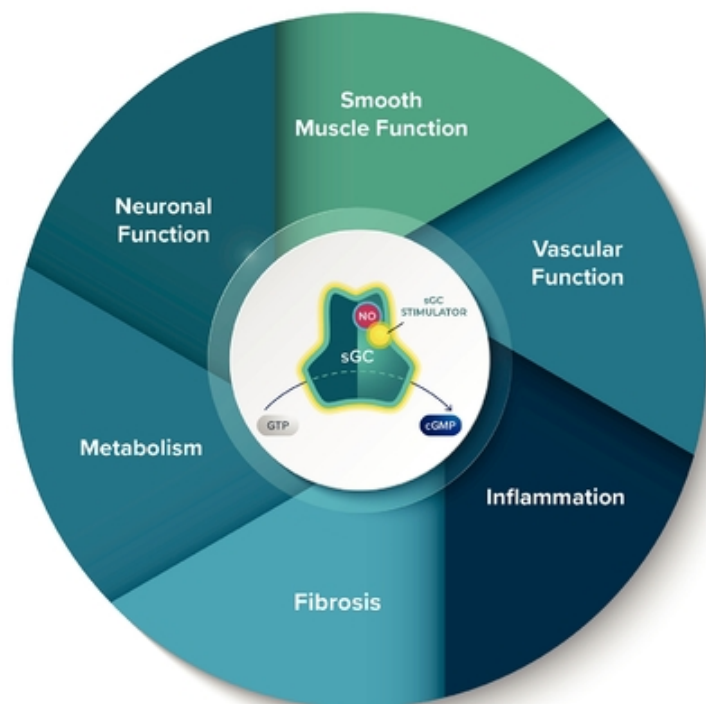 Smooth
Muscle Function
Neuronal
Function
Vascular
Function
NO
sGC
STIMULATOR
sGC
GTP
cGMP
Metabolism
Inflammation
Fibrosis